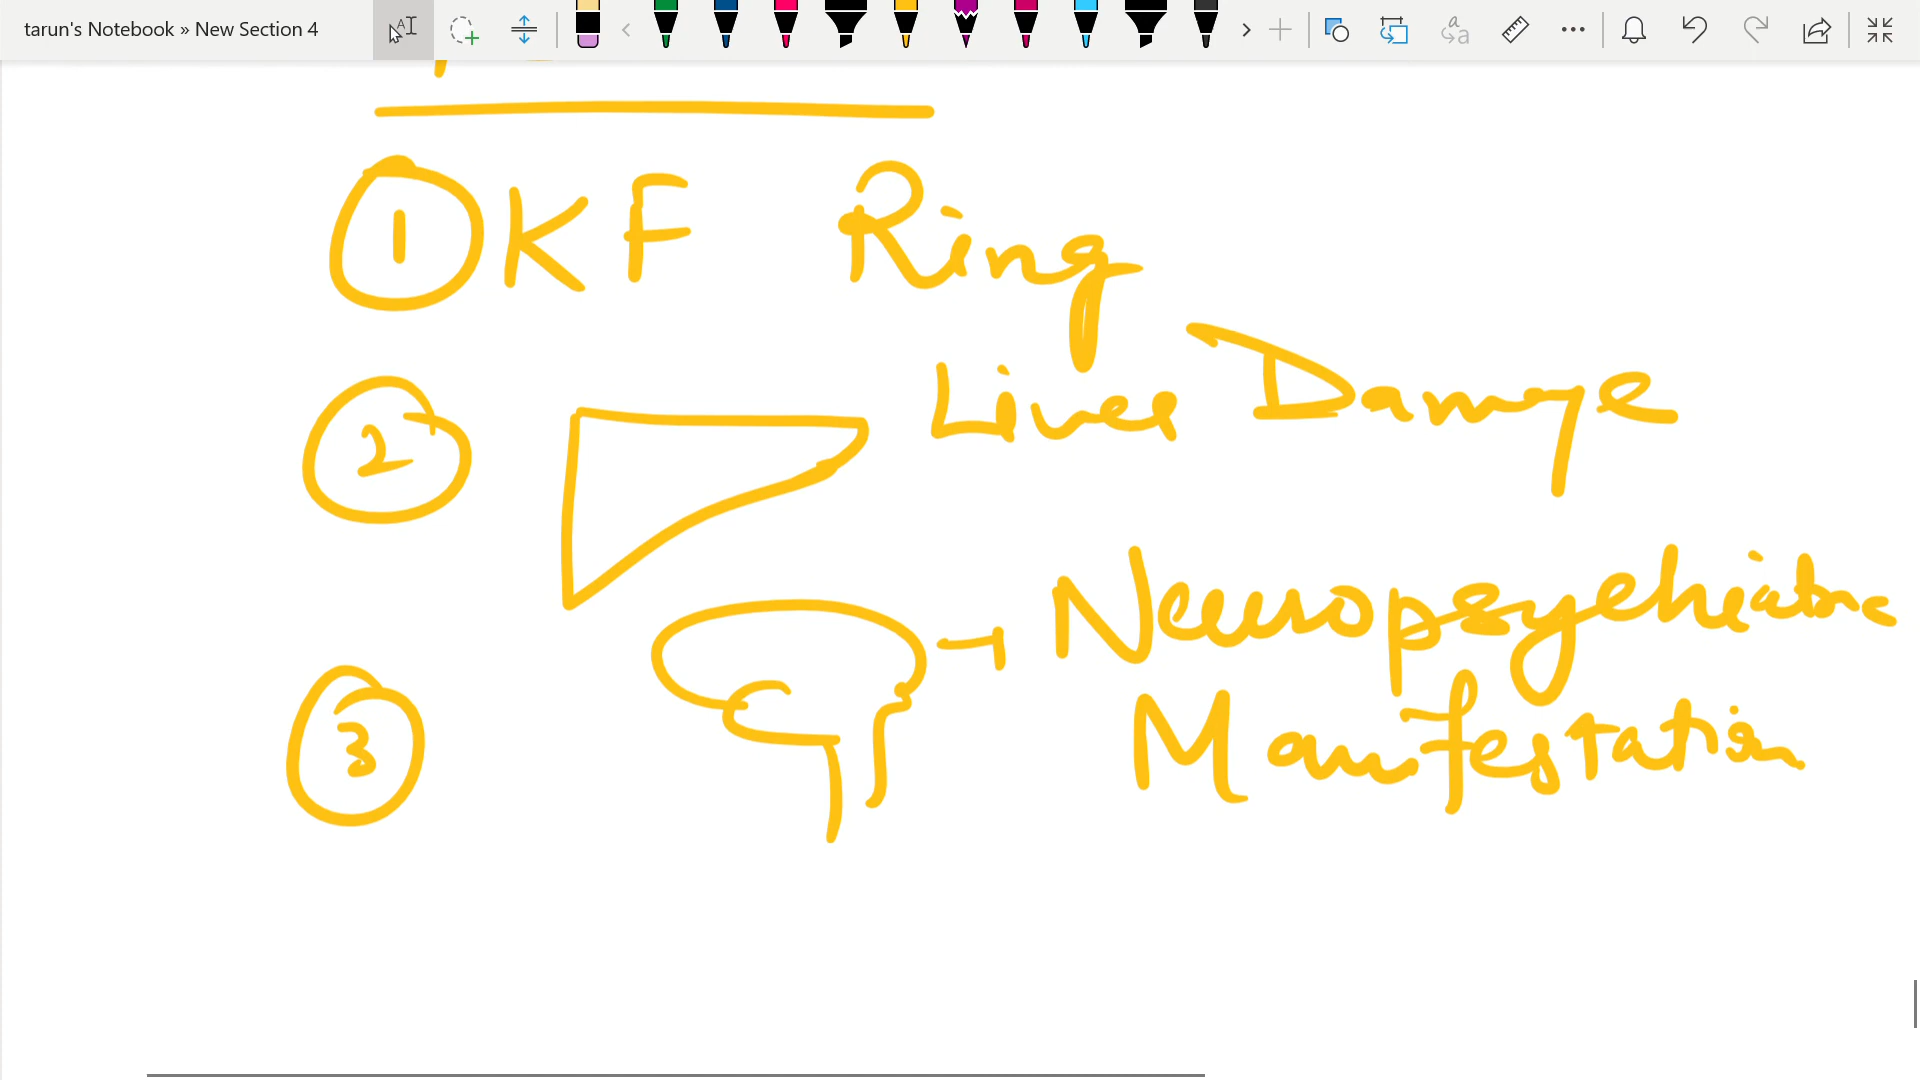 tarun's Notebook » New Section 4
① KF Ring
② Liver Damage
③ Neuropsychiatric
Manifestation